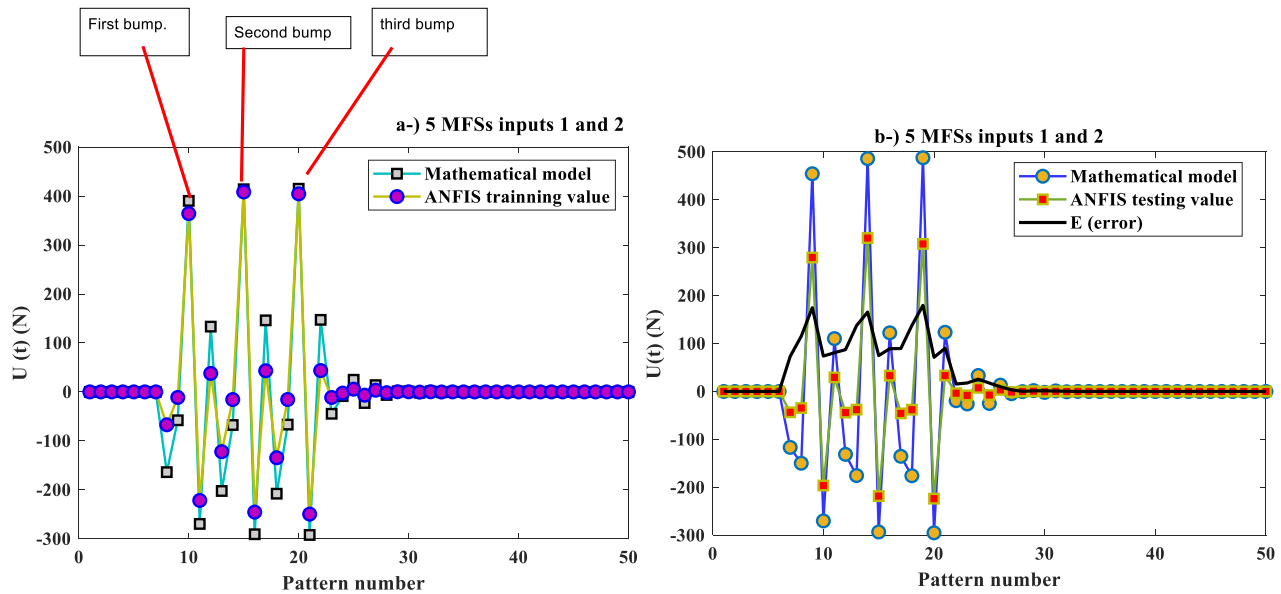 First bump.
Second bump
third bump
a-) 5 MFSs inputs 1 and 2
500
400
300
200
100
0
-100
-200
-300
U (t) (N)
Mathematical model
ANFIS trainning value
0
10
20
30
40
50
Pattern number
b-) 5 MFSs inputs 1 and 2
500
400
300
200
100
0
-100
-200
-300
U(t) (N)
Mathematical model
ANFIS testing value
E (error)
0
10
20
30
40
50
Pattern number